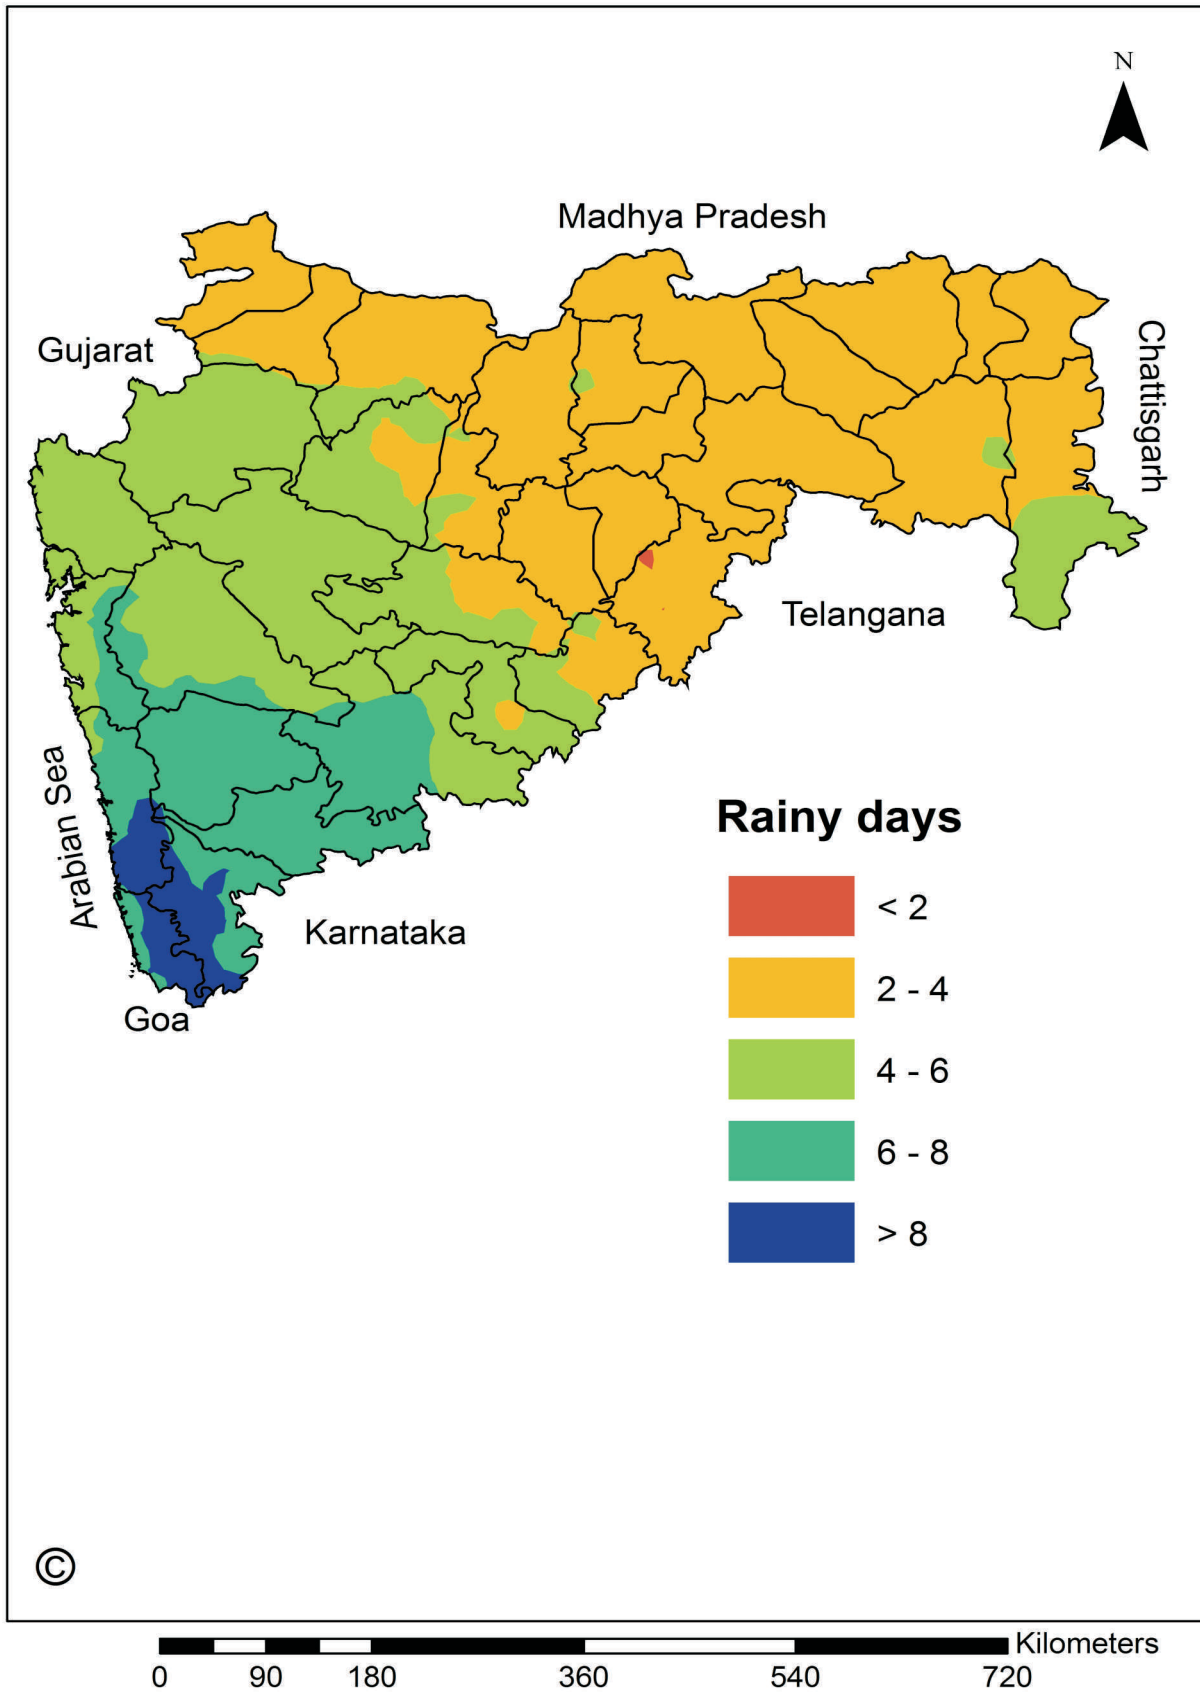 N
Madhya Pradesh
Gujarat
Chattisgarh
Telangana
Arabian Sea
Karnataka
Goa
Rainy days
< 2
2 - 4
4 - 6
6 - 8
> 8
©
Kilometers
0 90 180 360 540 720